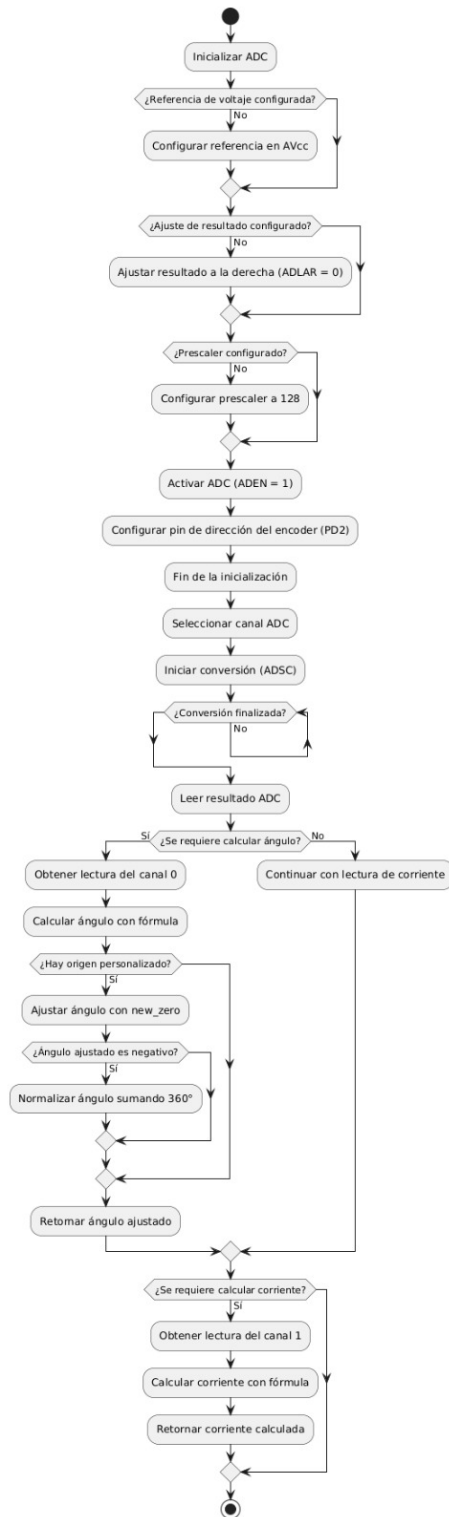 Inicializar ADC
¿Referencia de voltaje configurada?
No
Configurar referencia en AVcc
¿Ajuste de resultado configurado?
No
Ajustar resultado a la derecha (ADLAR = 0)
¿Prescaler configurado?
No
Configurar prescaler a 128
Activar ADC (ADEN = 1)
Configurar pin de dirección del encoder (PD2)
Fin de la inicialización
Seleccionar canal ADC
Iniciar conversión (ADSC)
¿Conversión finalizada?
No
Leer resultado ADC
Sí ¿Se requiere calcular ángulo? No
Obtener lectura del canal 0 Continuar con lectura de corriente
Calcular ángulo con fórmula
¿Hay origen personalizado?
Sí
Ajustar ángulo con new_zero
¿Ángulo ajustado es negativo?
Sí
Normalizar ángulo sumando 360°
Retornar ángulo ajustado
¿Se requiere calcular corriente?
Sí
Obtener lectura del canal 1
Calcular corriente con fórmula
Retornar corriente calculada